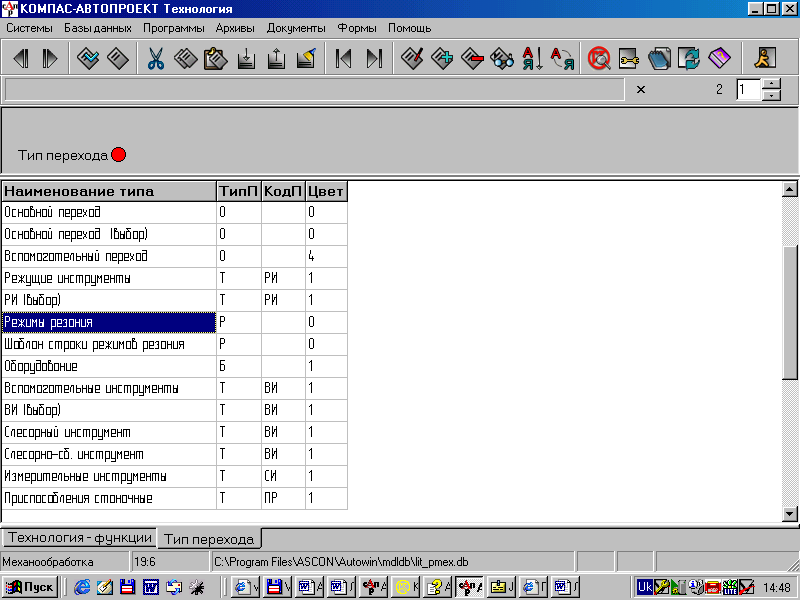 КОМПАС-АВТОПРОЕКТ Технология
Системы Базы данных Программы Архивы Документы Формы Помощь
× 2 1
Тип перехода
Наименование типа ТипП КодП Цвет
Основной переход О 0
Основной переход (выбор) О 0
Вспомогательный переход О 4
Режущие инструменты Т РИ 1
РИ (выбор) Т РИ 1
Режимы резания Р 0
Шаблон строки режимов резания Р 0
Оборудование Б 1
Вспомогательные инструменты Т ВИ 1
ВИ (выбор) Т ВИ 1
Слесарный инструмент Т ВИ 1
Слесарно-сб. инструмент Т ВИ 1
Измерительные инструменты Т СИ 1
Приспособления станочные Т ПР 1
Технология - функции Тип перехода
Механообработка 19:6 C:\Program Files\ASCON\Autowin\mdldb\lit_pmex.db
Пуск Uk 14:48